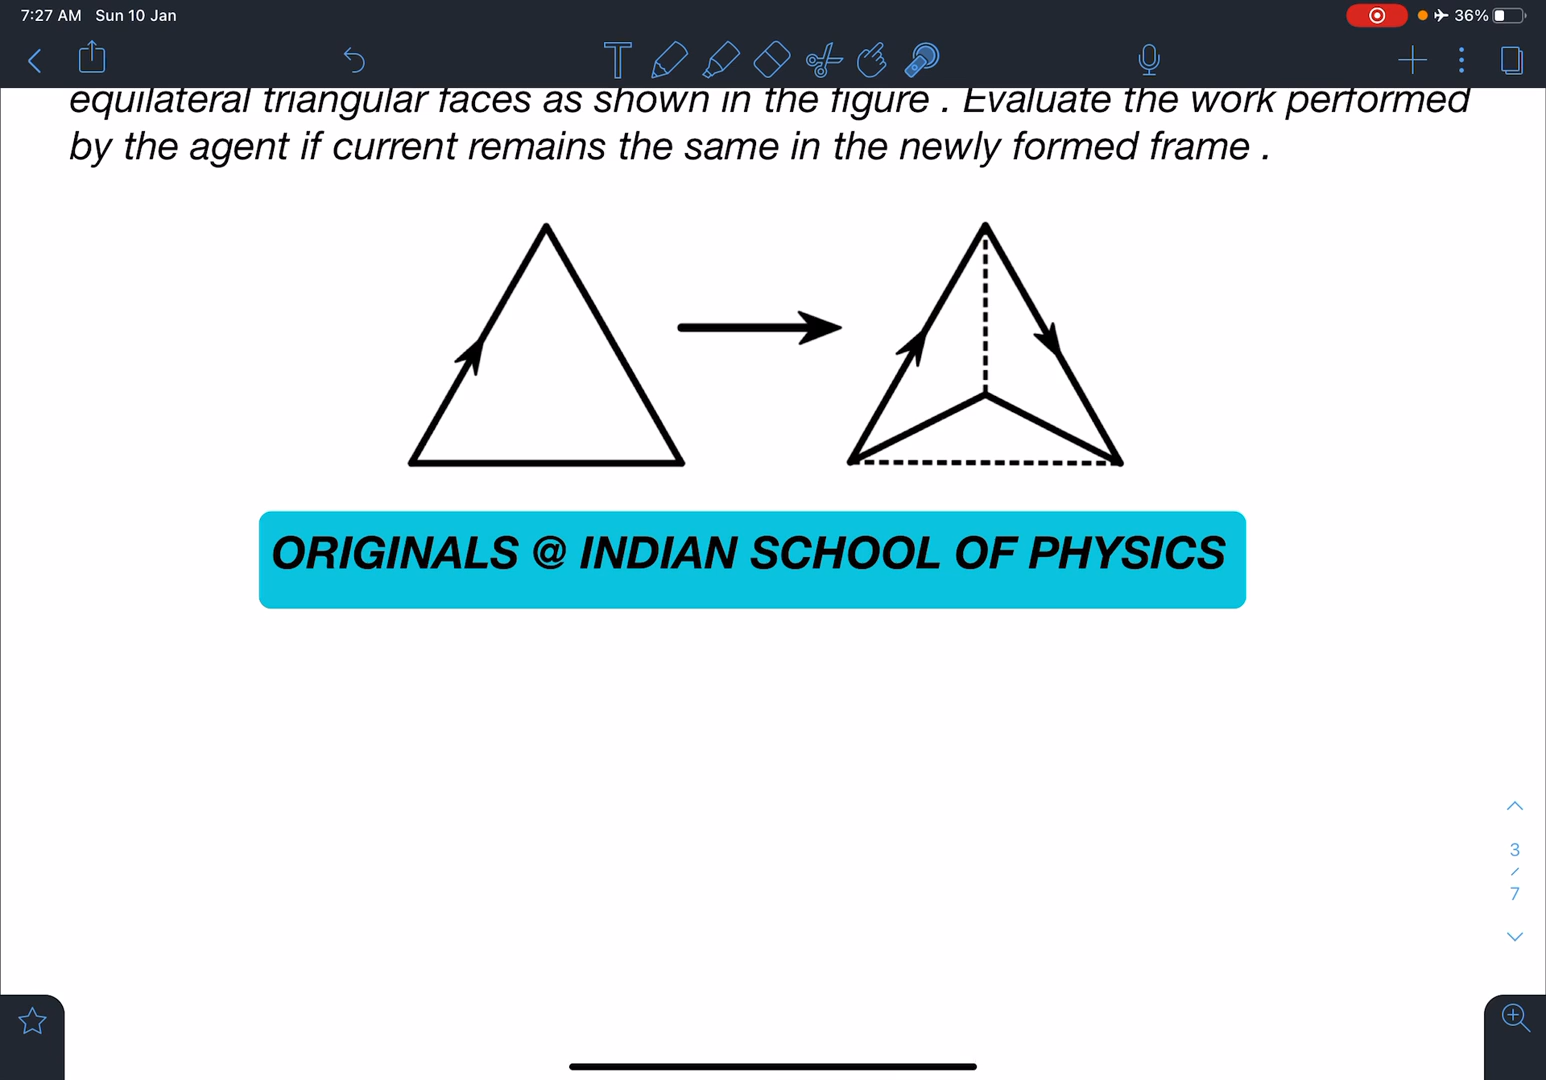 7:27 AM Sun 10 Jan
36%
equilateral triangular faces as shown in the figure . Evaluate the work performed
by the agent if current remains the same in the newly formed frame .
ORIGINALS @ INDIAN SCHOOL OF PHYSICS
3
/
7